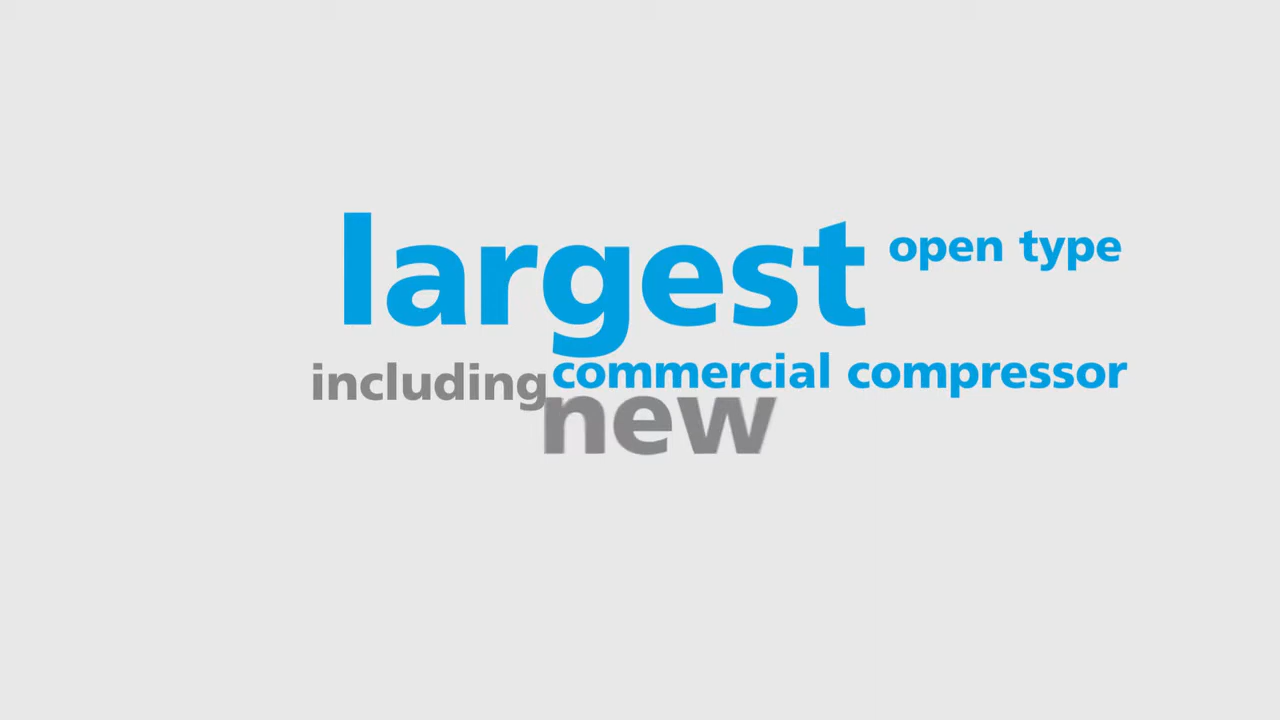 largest open type
commercial compressor
including
new